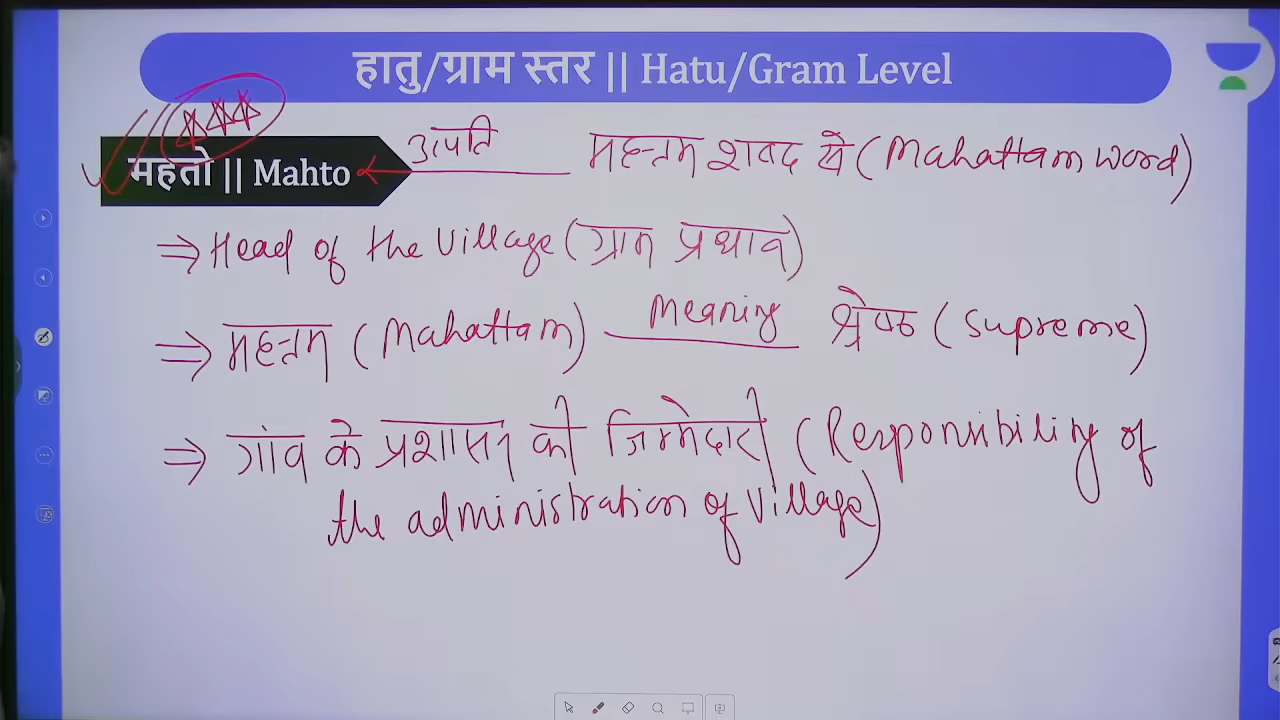 हातु/ग्राम स्तर || Hatu/Gram Level
महतो || Mahto
उत्पति
महत्तम शब्द से (Mahattam word)
⇒ Head of the Village (ग्राम प्रधान)
⇒ महत्तम (Mahattam) Meaning श्रेष्ठ (Supreme)
⇒ गांव के प्रशासन की जिम्मेदारी (Responsibility of
the administration of Village)